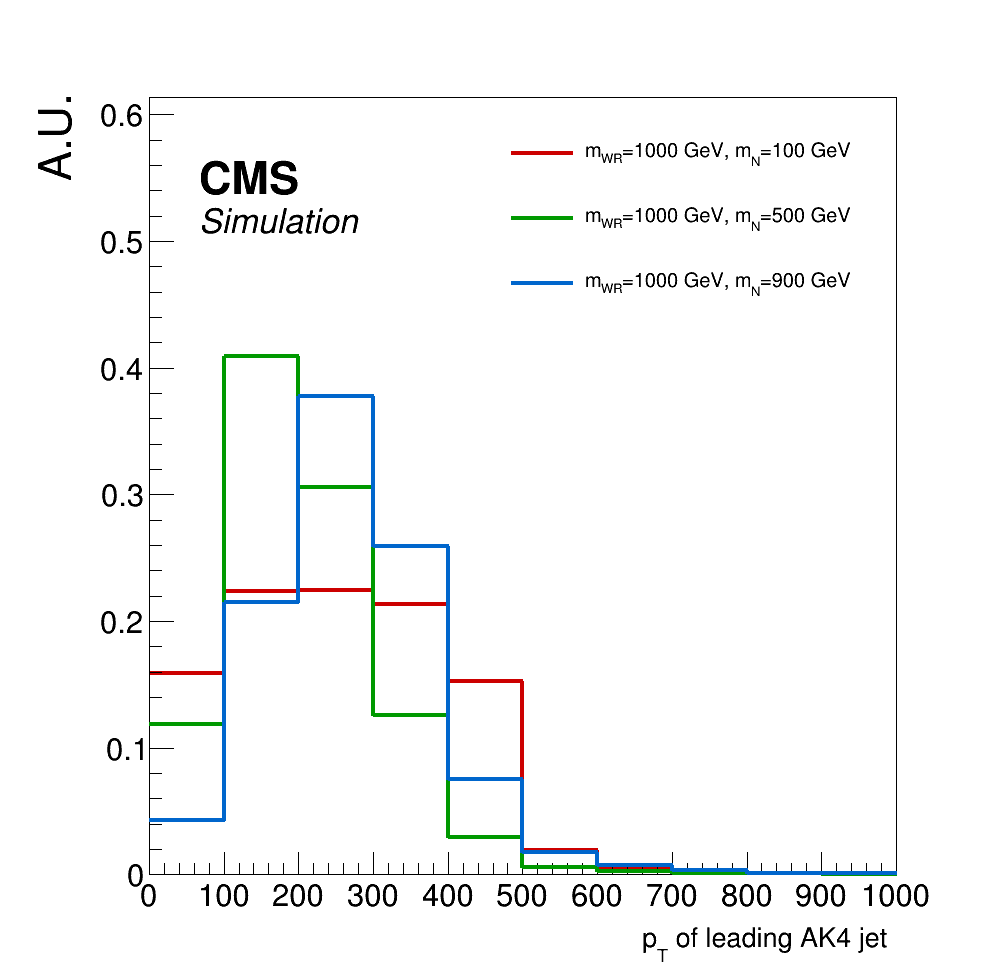 A.U.
0.6
0.5
0.4
0.3
0.2
0.1
0
CMS
Simulation
m_WR=1000 GeV, m_N=100 GeV
m_WR=1000 GeV, m_N=500 GeV
m_WR=1000 GeV, m_N=900 GeV
0 100 200 300 400 500 600 700 800 900 1000
p_T of leading AK4 jet